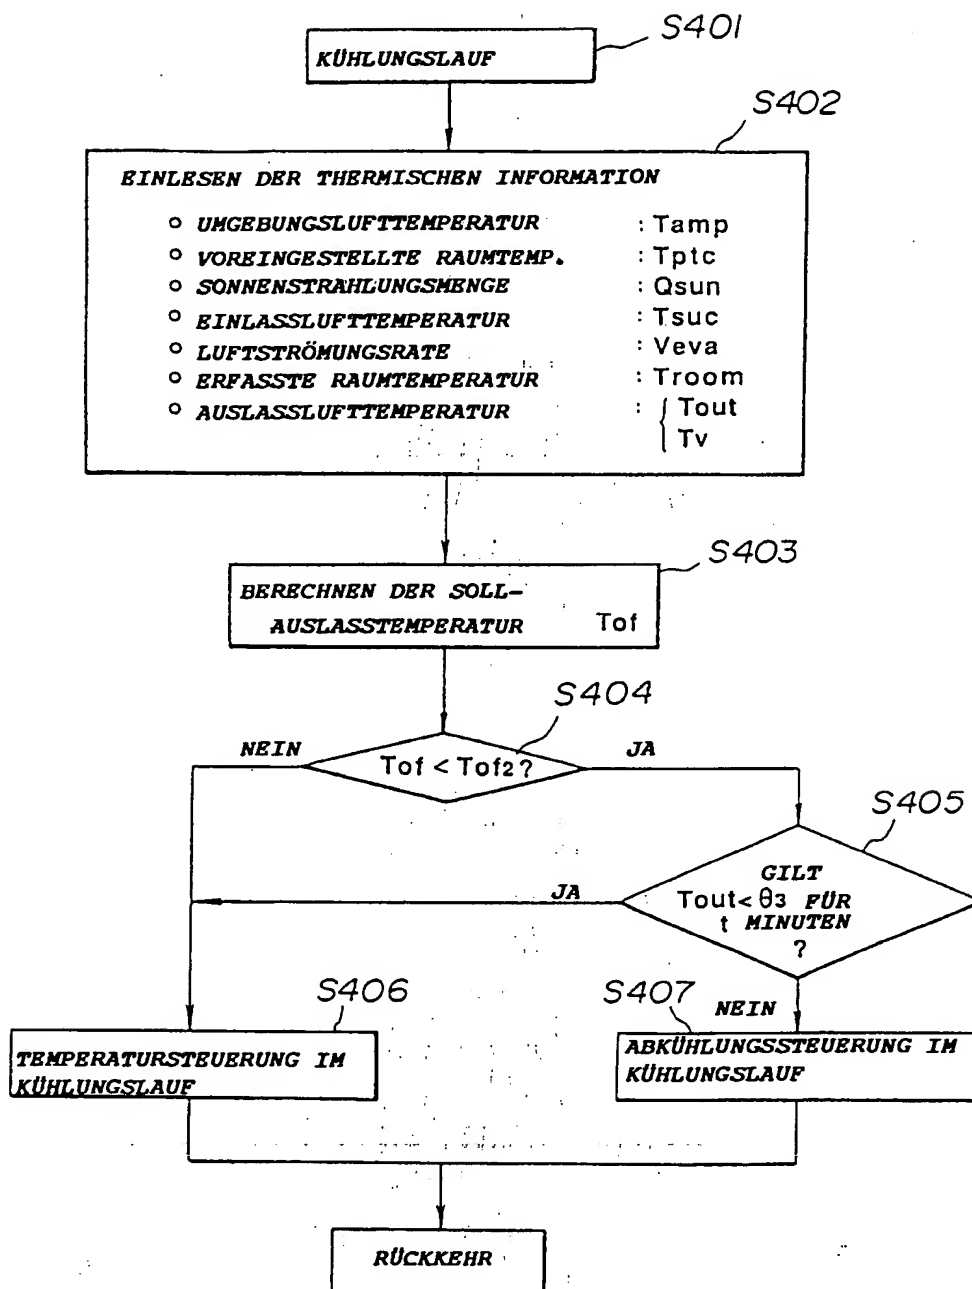 S401
KÜHLUNGSLAUF
S402
EINLESEN DER THERMISCHEN INFORMATION
○ UMGEBUNGSLUFTTEMPERATUR : Tamp
○ VOREINGESTELLTE RAUMTEMP. : Tptc
○ SONNENSTRAHLUNGSMENGE : Qsun
○ EINLASSLUFTTEMPERATUR : Tsuc
○ LUFTSTRÖMUNGSRATE : Veva
○ ERFASSTE RAUMTEMPERATUR : Troom
○ AUSLASSLUFTTEMPERATUR : { Tout
Tv
S403
BERECHNEN DER SOLL-
AUSLASSTEMPERATUR Tof
S404
NEIN
Tof < Tof2 ?
JA
S405
GILT
Tout < θ3 FÜR
t MINUTEN
?
JA
NEIN
S406
TEMPERATURSTEUERUNG IM
KÜHLUNGSLAUF
S407
ABKÜHLUNGSSTEUERUNG IM
KÜHLUNGSLAUF
RÜCKKEHR